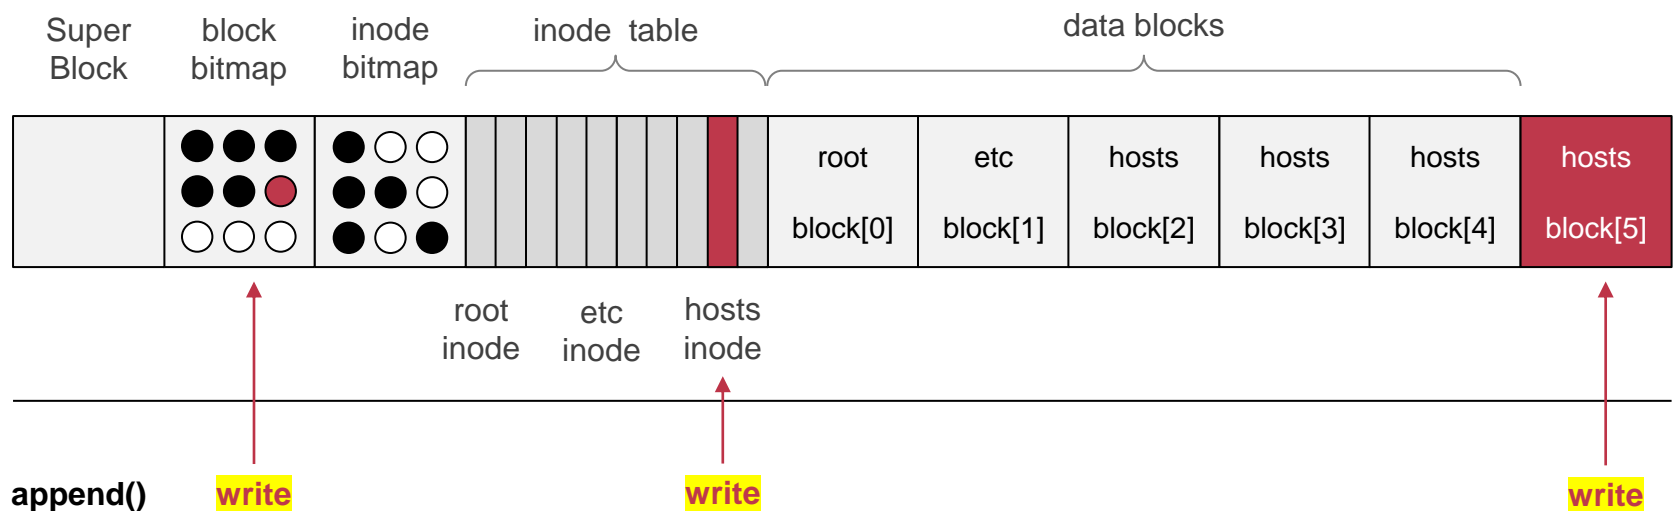 Super
Block
block
bitmap
inode
bitmap
inode table
data blocks
root
block[0]
etc
block[1]
hosts
block[2]
hosts
block[3]
hosts
block[4]
hosts
block[5]
root
inode
etc
inode
hosts
inode
append()
write
write
write